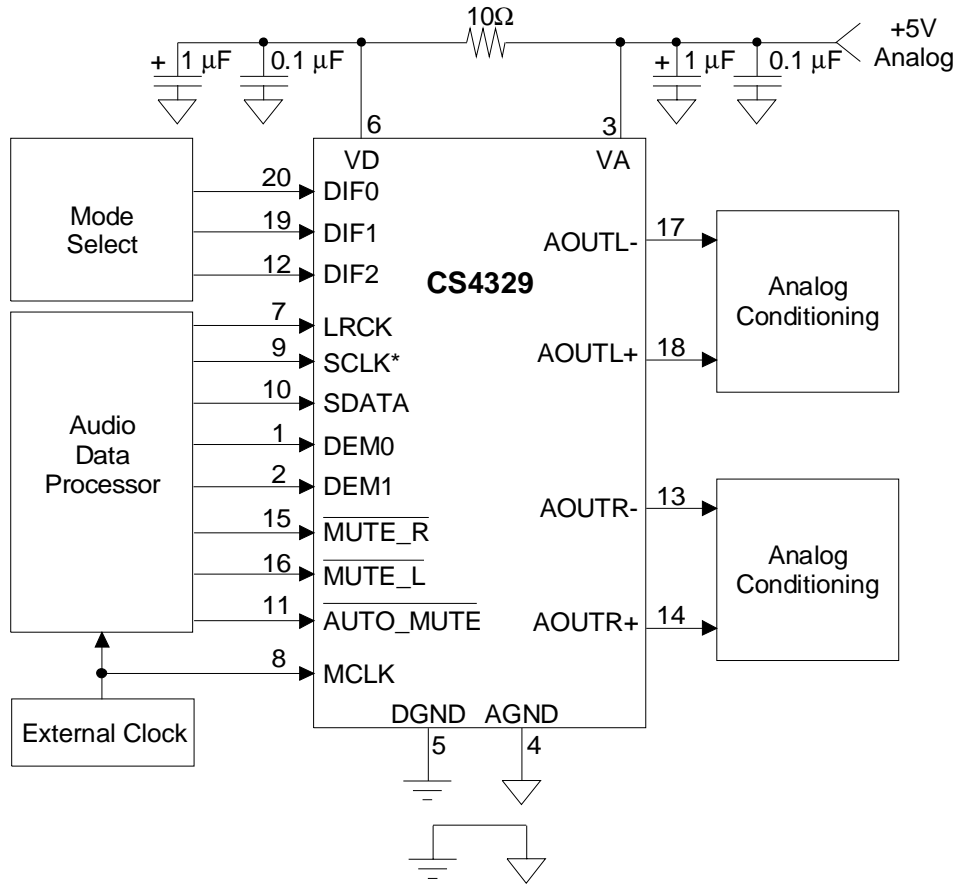 10Ω
+5V
Analog
+ 1 μF
0.1 μF
+ 1 μF
0.1 μF
6
3
VD
VA
Mode
Select
20
DIF0
19
DIF1
12
DIF2
CS4329
AOUTL-
17
AOUTL+
18
Analog
Conditioning
Audio
Data
Processor
7
LRCK
9
SCLK*
10
SDATA
1
DEM0
2
DEM1
15
MUTE_R
16
MUTE_L
11
AUTO_MUTE
8
MCLK
AOUTR-
13
AOUTR+
14
Analog
Conditioning
External Clock
DGND
AGND
5
4